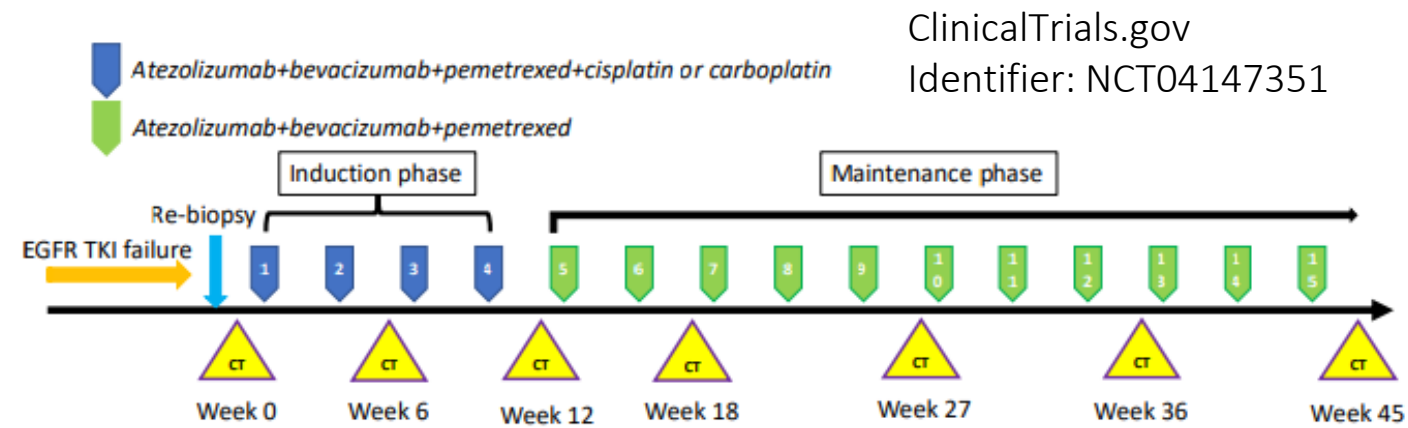 ClinicalTrials.gov
Identifier: NCT04147351
Atezolizumab+bevacizumab+pemetrexed+cisplatin or carboplatin
Atezolizumab+bevacizumab+pemetrexed
Induction phase
Maintenance phase
Re-biopsy
EGFR TKI failure
1 2 3 4 5 6 7 8 9 10 11 12 13 14 15
CT CT CT CT CT CT CT
Week 0 Week 6 Week 12 Week 18 Week 27 Week 36 Week 45